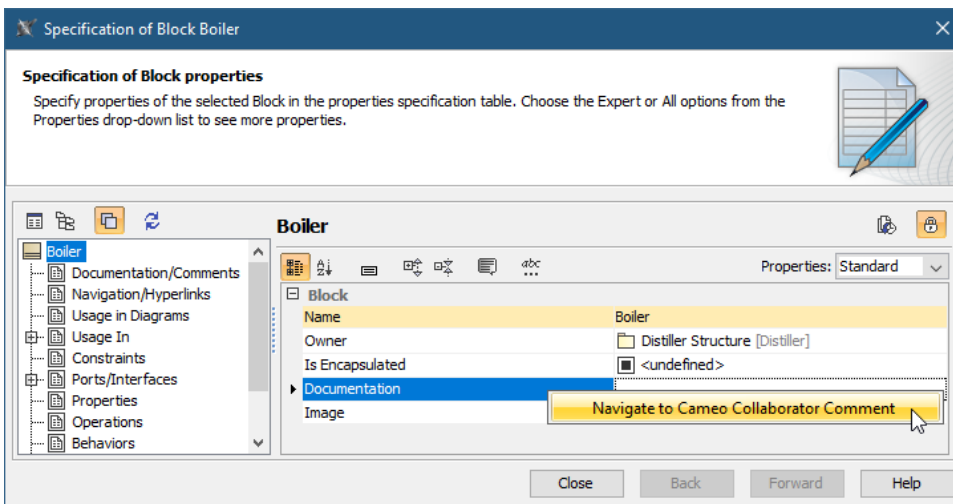 Specification of Block Boiler
Specification of Block properties
Specify properties of the selected Block in the properties specification table. Choose the Expert or All options from the
Properties drop-down list to see more properties.
Boiler
Boiler
Documentation/Comments
Navigation/Hyperlinks
Usage in Diagrams
Usage In
Constraints
Ports/Interfaces
Properties
Operations
Behaviors
Properties: Standard
Block
Name Boiler
Owner Distiller Structure [Distiller]
Is Encapsulated <undefined>
Documentation
Image
Navigate to Cameo Collaborator Comment
Close Back Forward Help